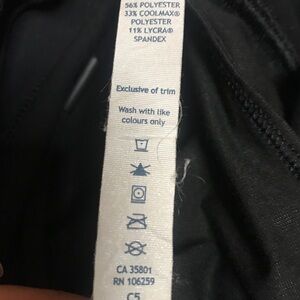 56% POLYESTER
33% COOLMAX®
POLYESTER
11% LYCRA®
SPANDEX
Exclusive of trim
Wash with like
colours only
CA 35801
RN 106259
C5